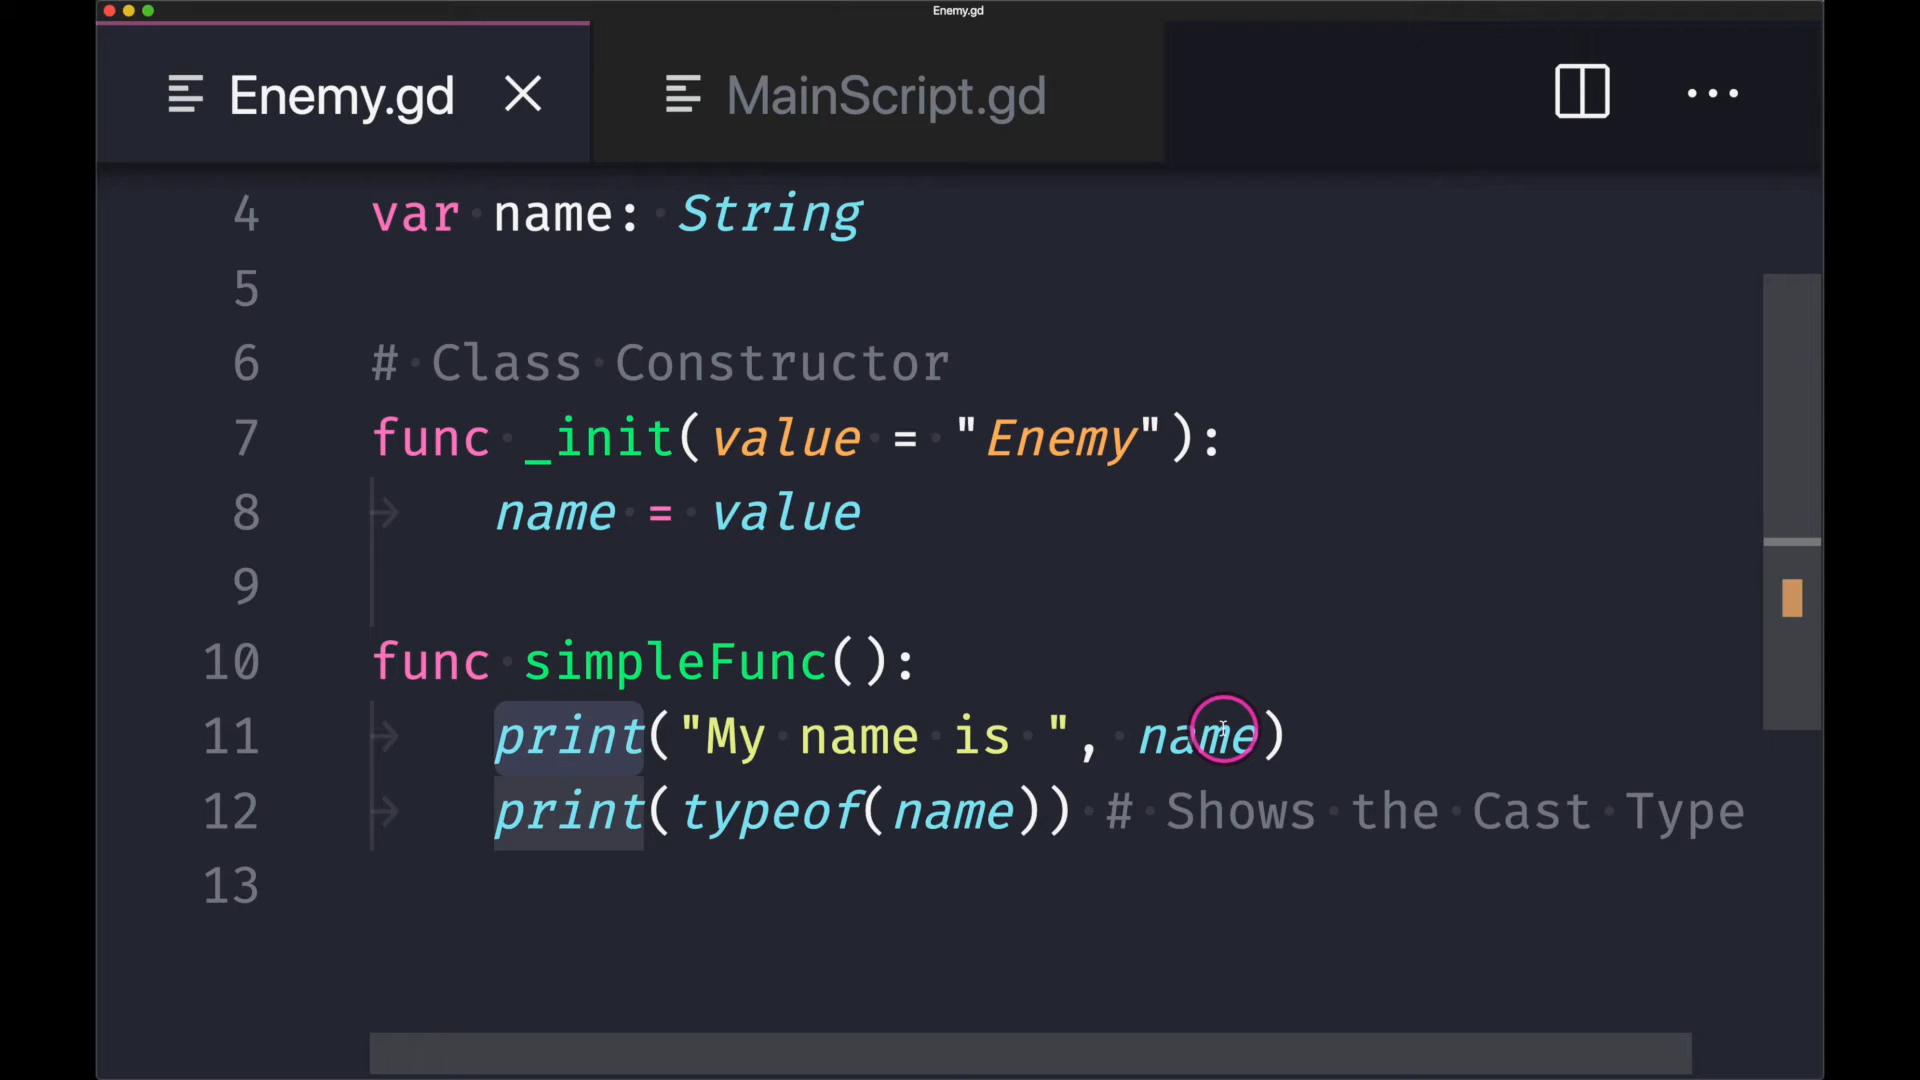 Enemy.gd
Enemy.gd
MainScript.gd
4 var name: String
5
6 # Class Constructor
7 func _init(value = "Enemy"):
8 name = value
9
10 func simpleFunc():
11 print("My name is ", name)
12 print(typeof(name)) # Shows the Cast Type
13